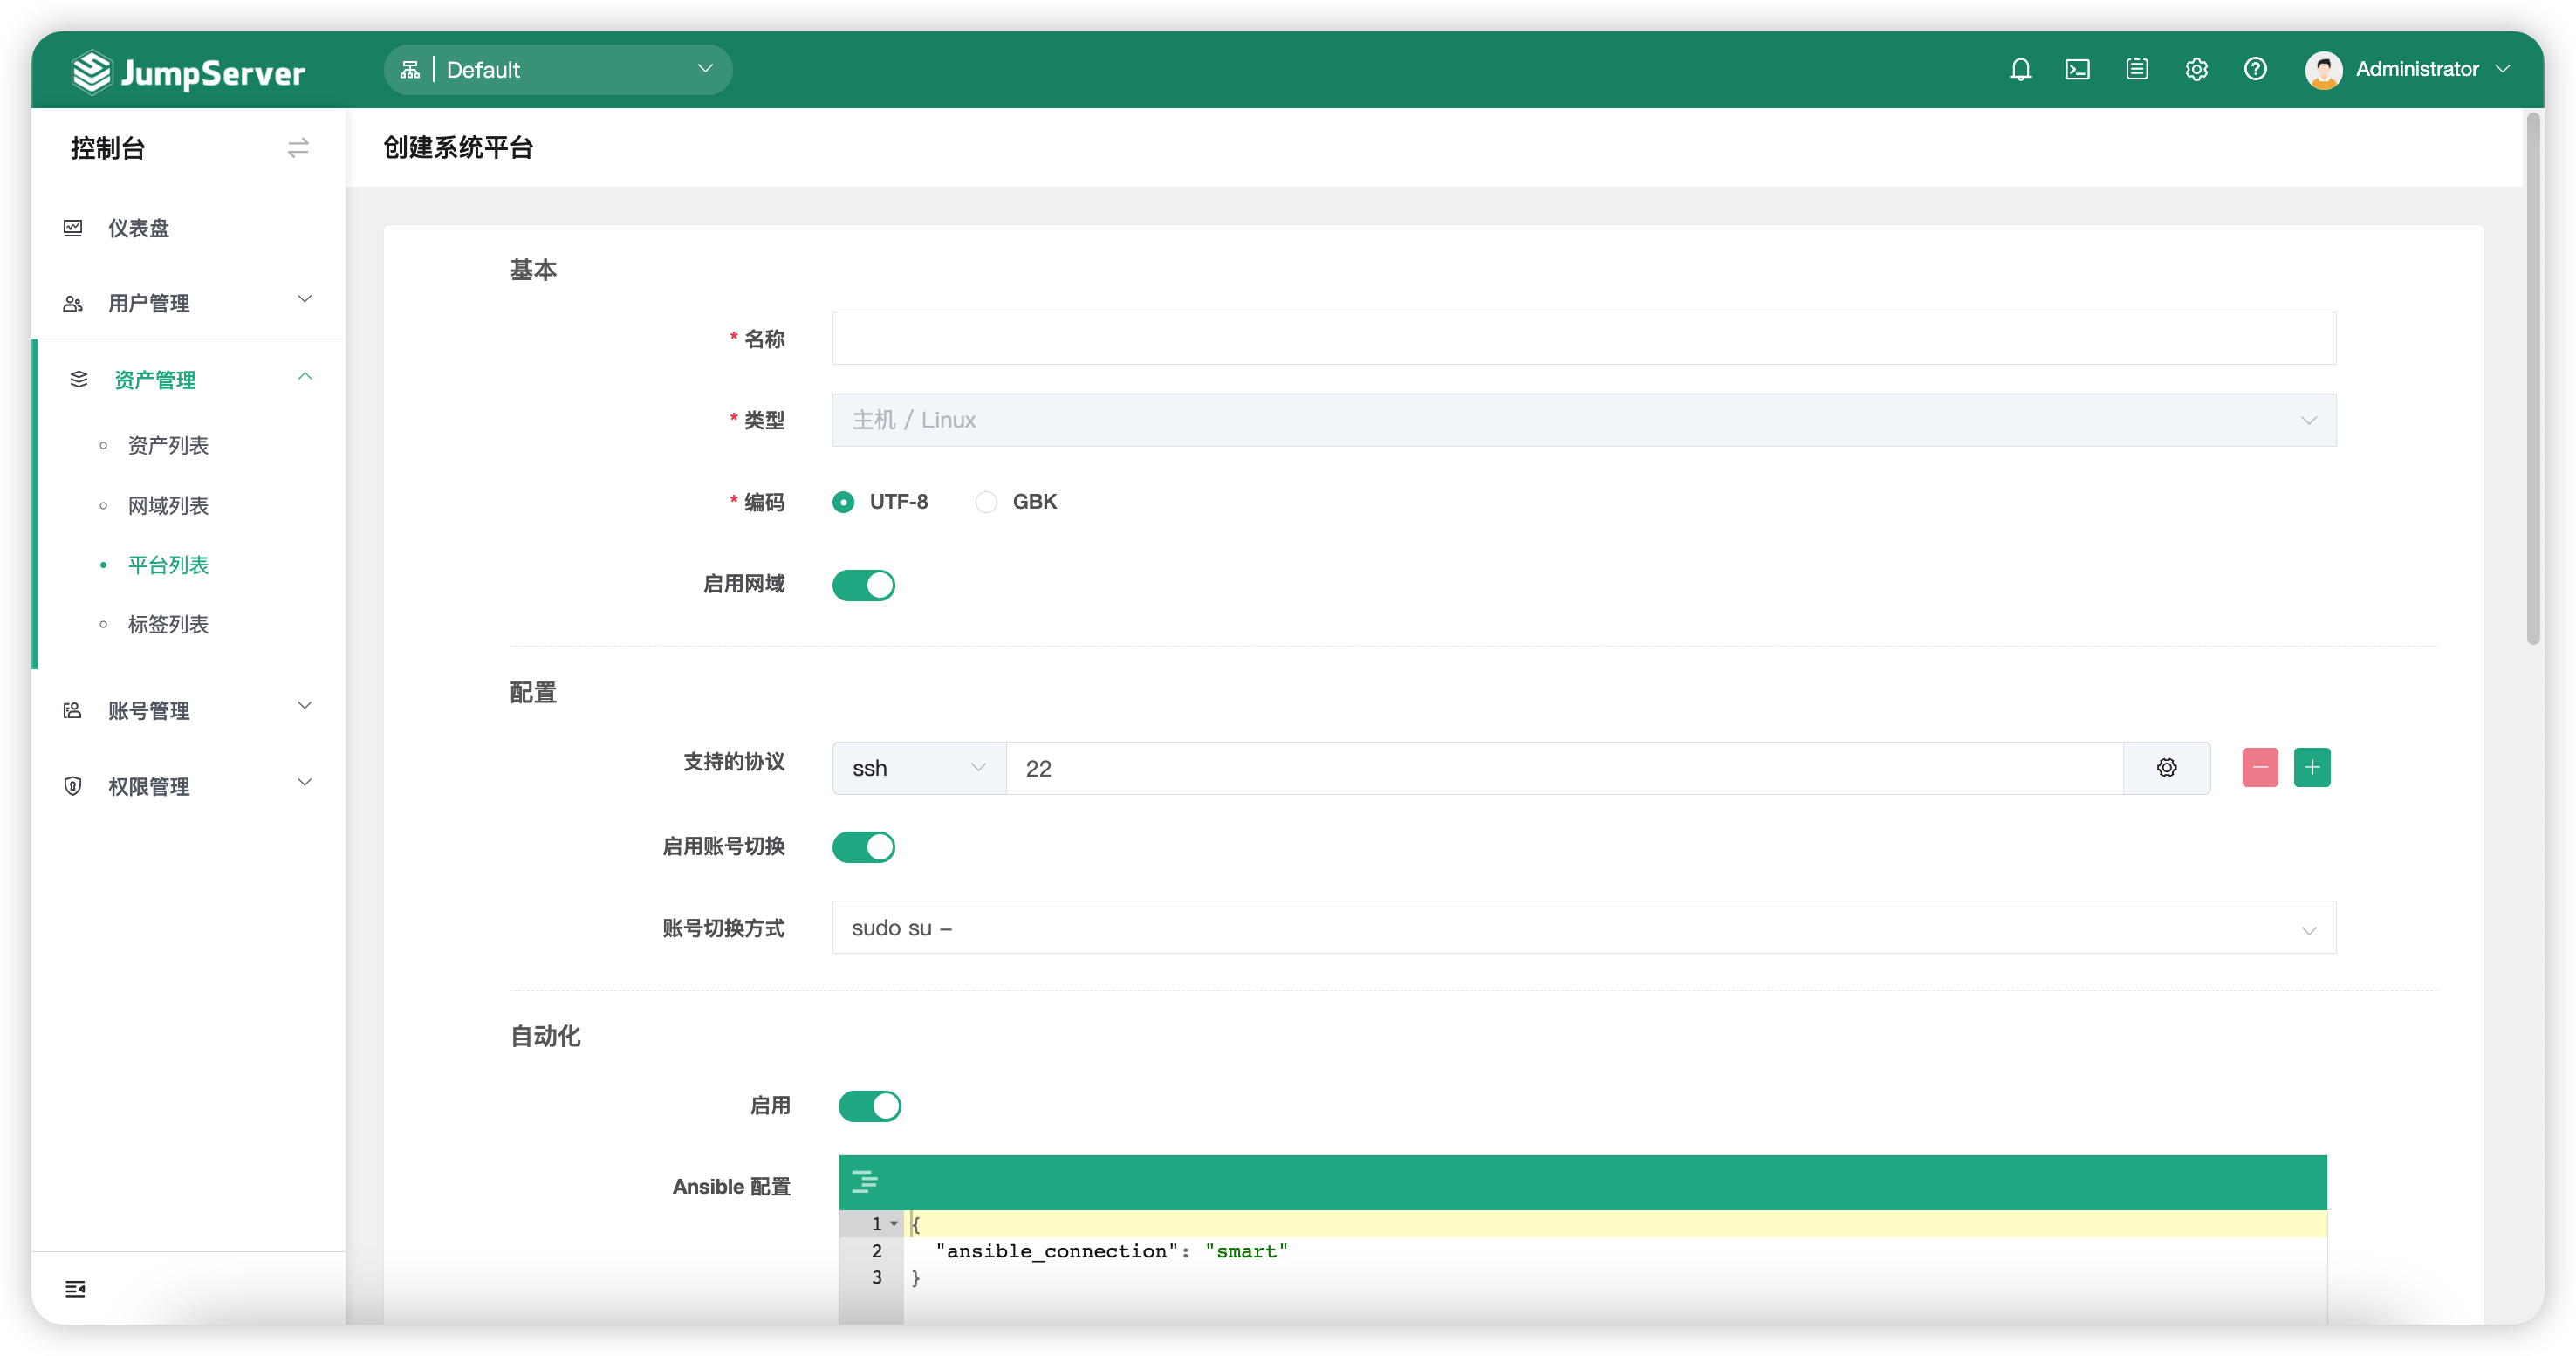 JumpServer
Default
Administrator
控制台
仪表盘
用户管理
资产管理
资产列表
网域列表
平台列表
标签列表
账号管理
权限管理
创建系统平台
基本
* 名称
* 类型 主机 / Linux
* 编码 UTF-8 GBK
启用网域
配置
支持的协议 ssh 22
启用账号切换
账号切换方式 sudo su –
自动化
启用
Ansible 配置
1 {
2 "ansible_connection": "smart"
3 }